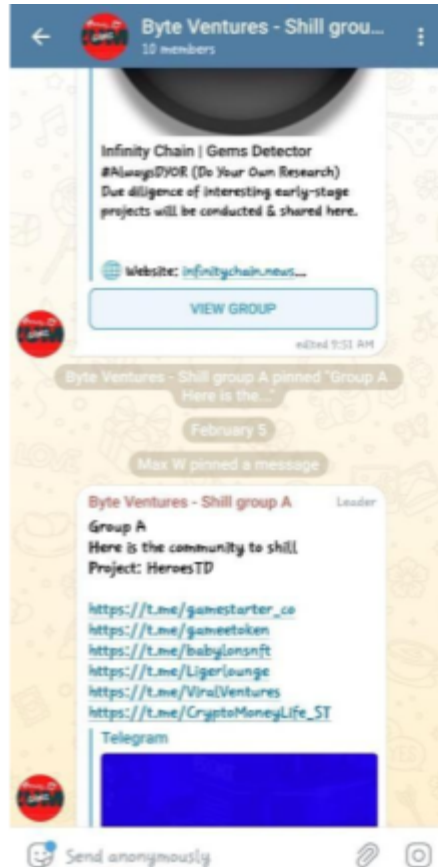 Byte Ventures - Shill grou...
10 members
Infinity Chain | Gems Detector
#AlwaysDYOR (Do Your Own Research)
Due diligence of interesting early-stage
projects will be conducted & shared here.
Website: infinitychain.news...
VIEW GROUP
edited 9:51 AM
Byte Ventures - Shill group A pinned "Group A
Here is the..."
February 5
Max W pinned a message
Byte Ventures - Shill group A Leader
Group A
Here is the community to shill
Project: HeroesTD
https://t.me/gamestarter_co
https://t.me/gameetoken
https://t.me/babylonsnft
https://t.me/Ligerlounge
https://t.me/ViralVentures
https://t.me/CryptoMoneyLife_ST
Telegram
Send anonymously